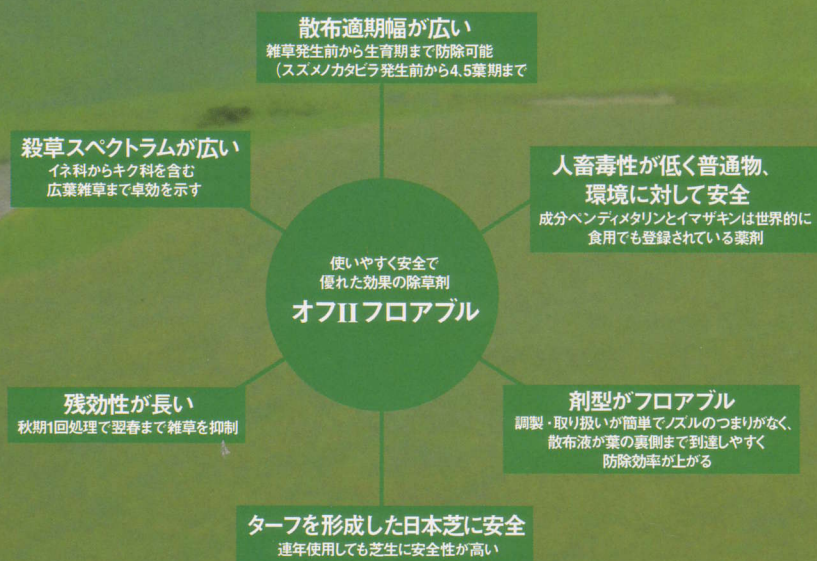 散布適期幅が広い
雑草発生前から生育期まで防除可能
(スズメノカタビラ発生前から4、5葉期まで
殺草スペクトラムが広い
イネ科からキク科を含む
広葉雑草まで卓効を示す
人畜毒性が低く普通物、
環境に対して安全
成分ペンディメタリンとイマザキンは世界的に
食用でも登録されている薬剤
使いやすく安全で
優れた効果の除草剤
オフIIフロアブル
残効性が長い
秋期1回処理で翌春まで雑草を抑制
剤型がフロアブル
調製・取り扱いが簡単でノズルのつまりがなく、
散布液が葉の裏側まで到達しやすく
防除効率が上がる
ターフを形成した日本芝に安全
連年使用しても芝生に安全性が高い